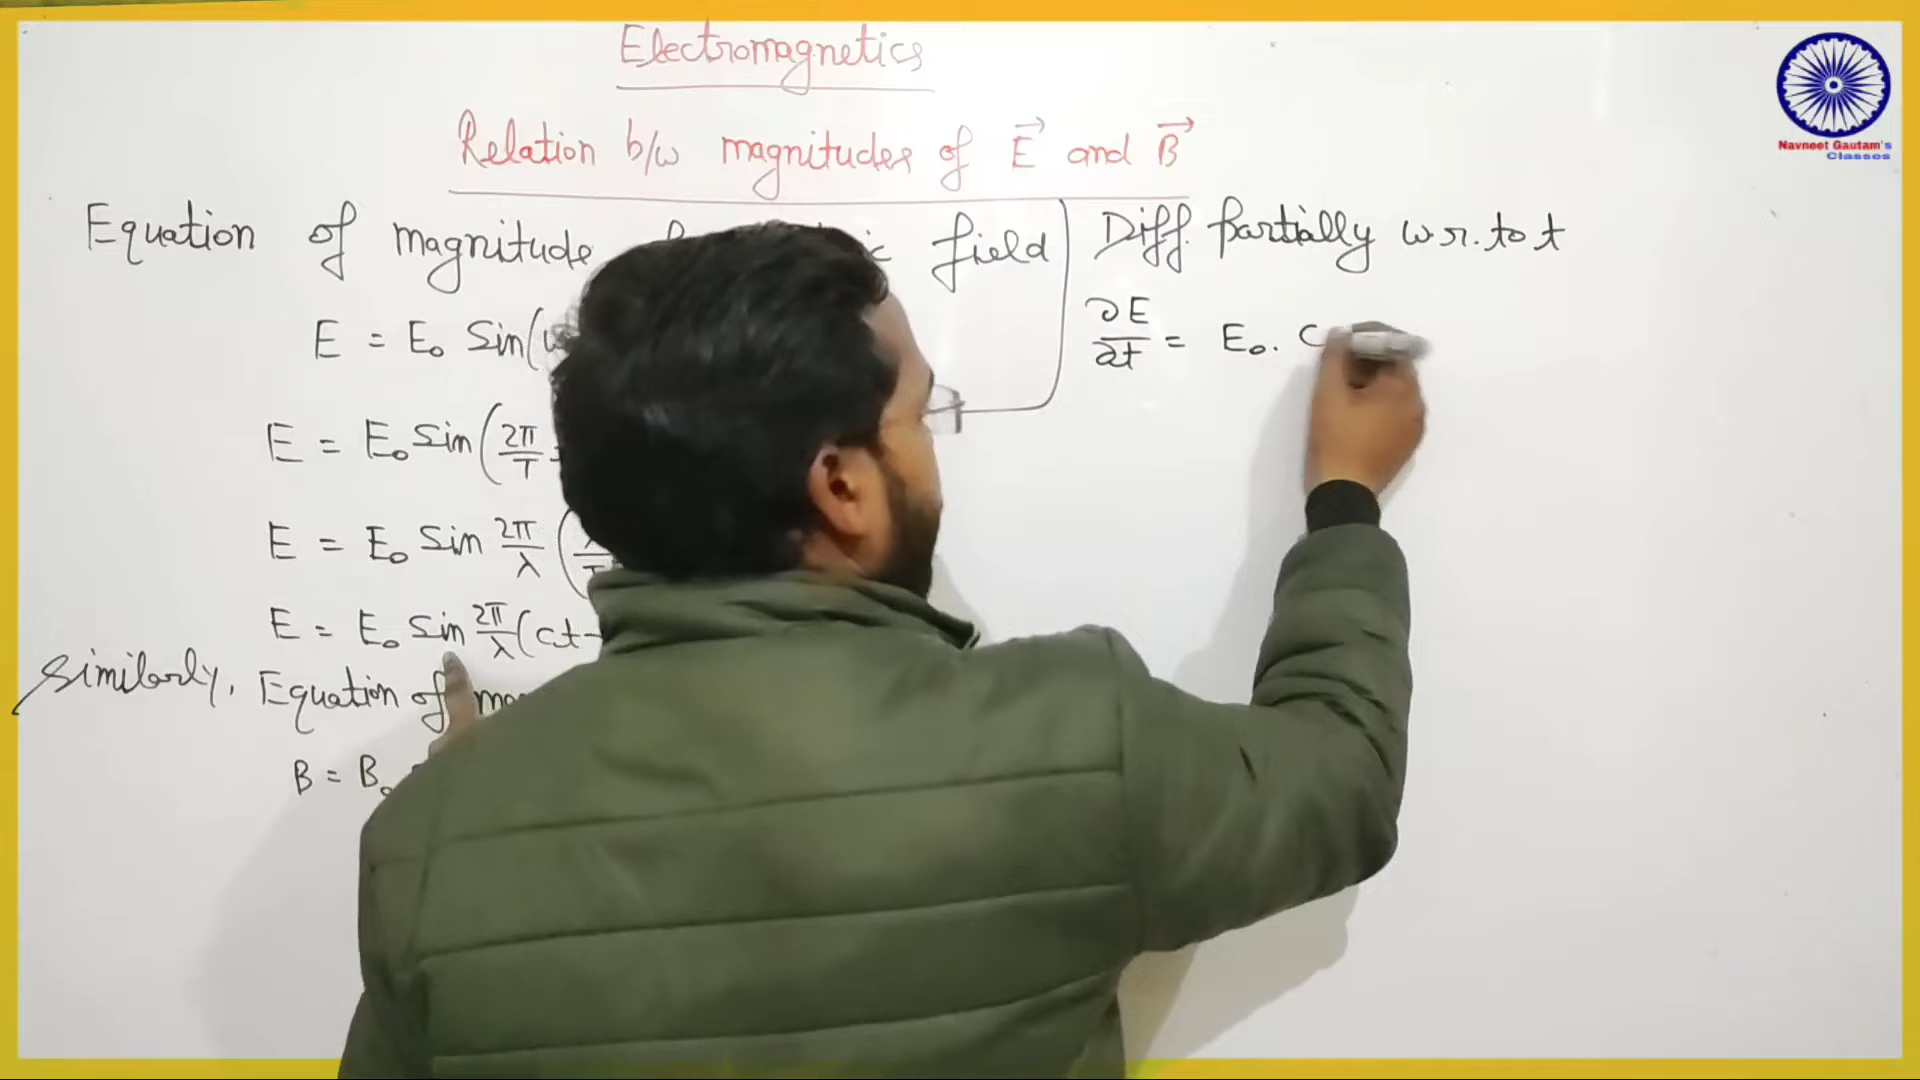 Electromagnetics
Relation b/w magnitudes of E⃗ and B⃗
Equation of magnitude field
E = E₀ Sin(
E = E₀ Sin(2π/T
E = E₀ Sin 2π/λ (
E = E₀ Sin 2π/λ (ct-
Similarly, Equation of
B = B₀
Diff. partially w.r. to t
∂E/∂t = E₀. C
Navneet Gautam's
Classes